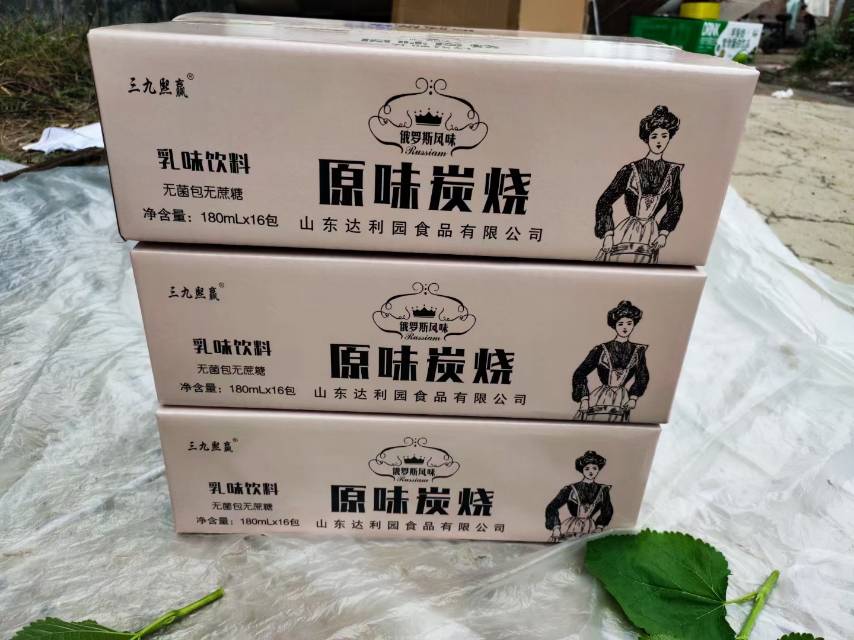 三九熙赢®
俄罗斯风味
Russiam
乳味饮料
原味炭烧
无菌包无蔗糖
净含量：180mLx16包
山东达利园食品有限公司
三九熙赢®
俄罗斯风味
Russiam
乳味饮料
原味炭烧
无菌包无蔗糖
净含量：180mLx16包
山东达利园食品有限公司
三九熙赢®
俄罗斯风味
Russiam
乳味饮料
原味炭烧
无菌包无蔗糖
净含量：180mLx16包
山东达利园食品有限公司
DRINK